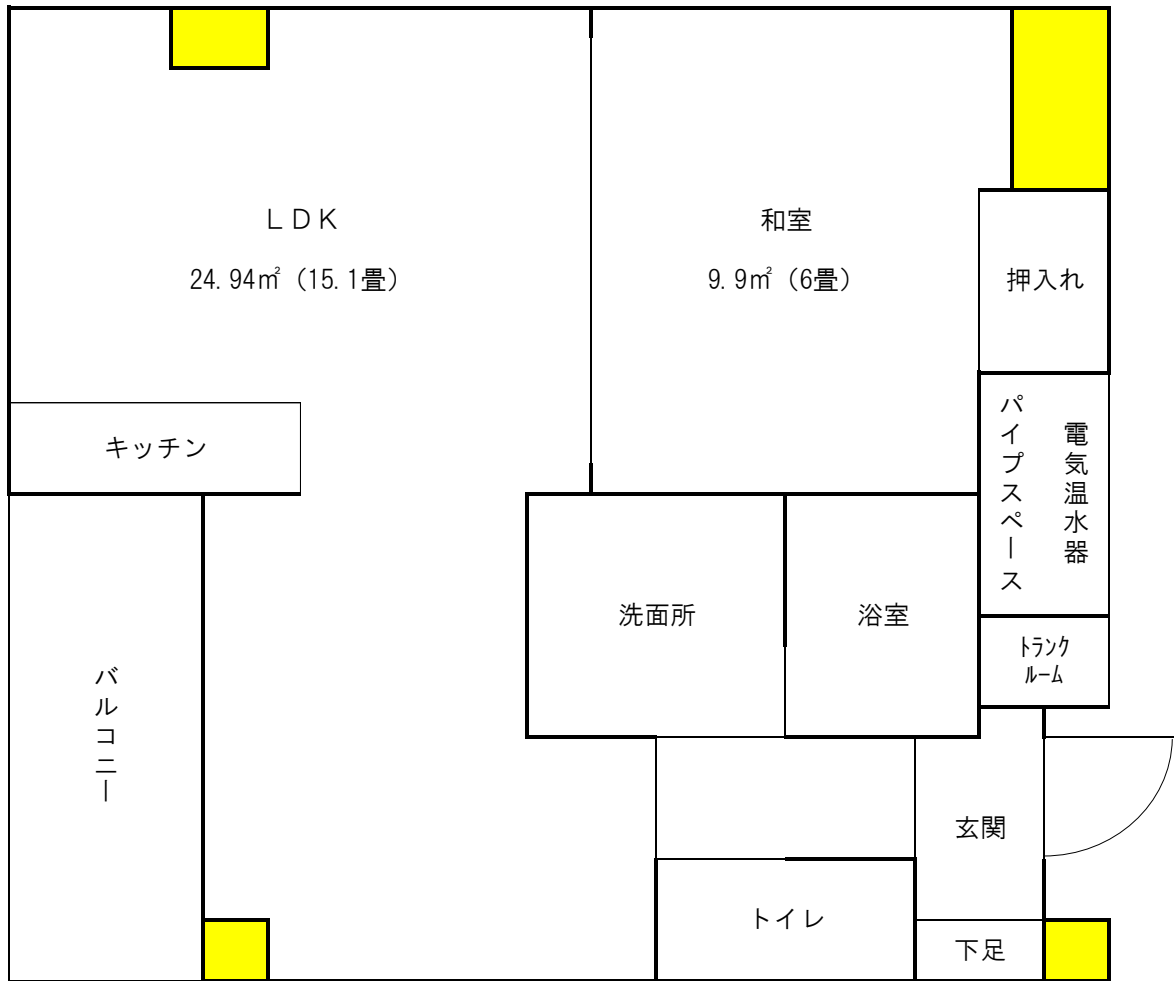 ＬＤＫ
24.94㎡（15.1畳）
和室
9.9㎡（6畳）
押入れ
キッチン
パイプスペース
電気温水器
洗面所
浴室
ﾄﾗﾝｸ
ﾙｰﾑ
バルコニー
玄関
トイレ
下足